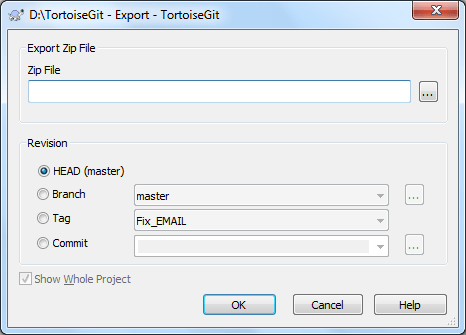 D:\TortoiseGit - Export - TortoiseGit
Export Zip File
Zip File
...
Revision
HEAD (master)
Branch
master
...
Tag
Fix_EMAIL
Commit
...
Show Whole Project
OK
Cancel
Help